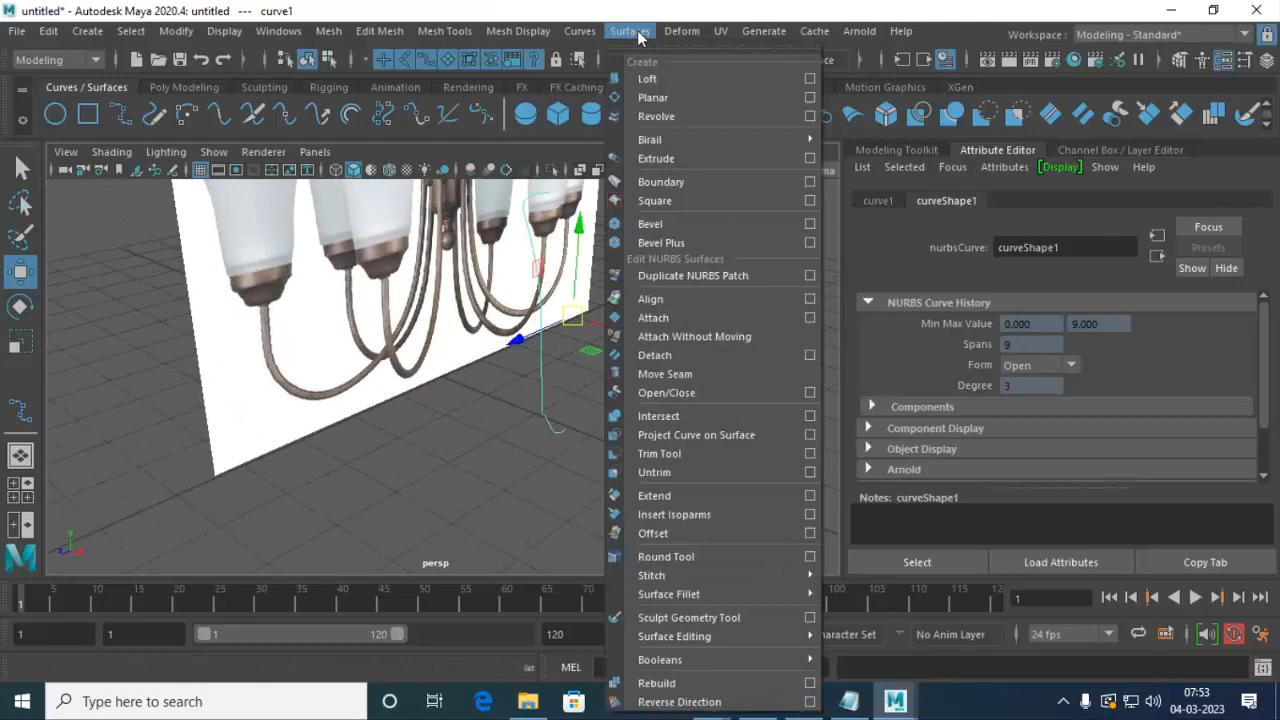 untitled* - Autodesk Maya 2020.4: untitled --- curve1
File Edit Create Select Modify Display Windows Mesh Edit Mesh Mesh Tools Mesh Display Curves Surfaces Deform UV Generate Cache Arnold Help
Workspace : Modeling - Standard*
Modeling
Curves / Surfaces Poly Modeling Sculpting Rigging Animation Rendering FX FX Caching Motion Graphics XGen
View Shading Lighting Show Renderer Panels
Create
Loft
Planar
Revolve
Birail
Extrude
Boundary
Square
Bevel
Bevel Plus
Edit NURBS Surfaces
Duplicate NURBS Patch
Align
Attach
Attach Without Moving
Detach
Move Seam
Open/Close
Intersect
Project Curve on Surface
Trim Tool
Untrim
Extend
Insert Isoparms
Offset
Round Tool
Stitch
Surface Fillet
Sculpt Geometry Tool
Surface Editing
Booleans
Rebuild
Reverse Direction
persp
y
Modeling Toolkit Attribute Editor Channel Box / Layer Editor
List Selected Focus Attributes Display Show Help
curve1 curveShape1
nurbsCurve: curveShape1
Focus
Presets
Show Hide
NURBS Curve History
Min Max Value 0.000 9.000
Spans 9
Form Open
Degree 3
Components
Component Display
Object Display
Arnold
Notes: curveShape1
Select Load Attributes Copy Tab
5 10 15 20 25 30 35 40 45 50 55 60 65 70 100 105 110 115 12
1
1
1 1 1 120 120
24 fps
No Anim Layer
MEL
Type here to search
07:53
04-03-2023